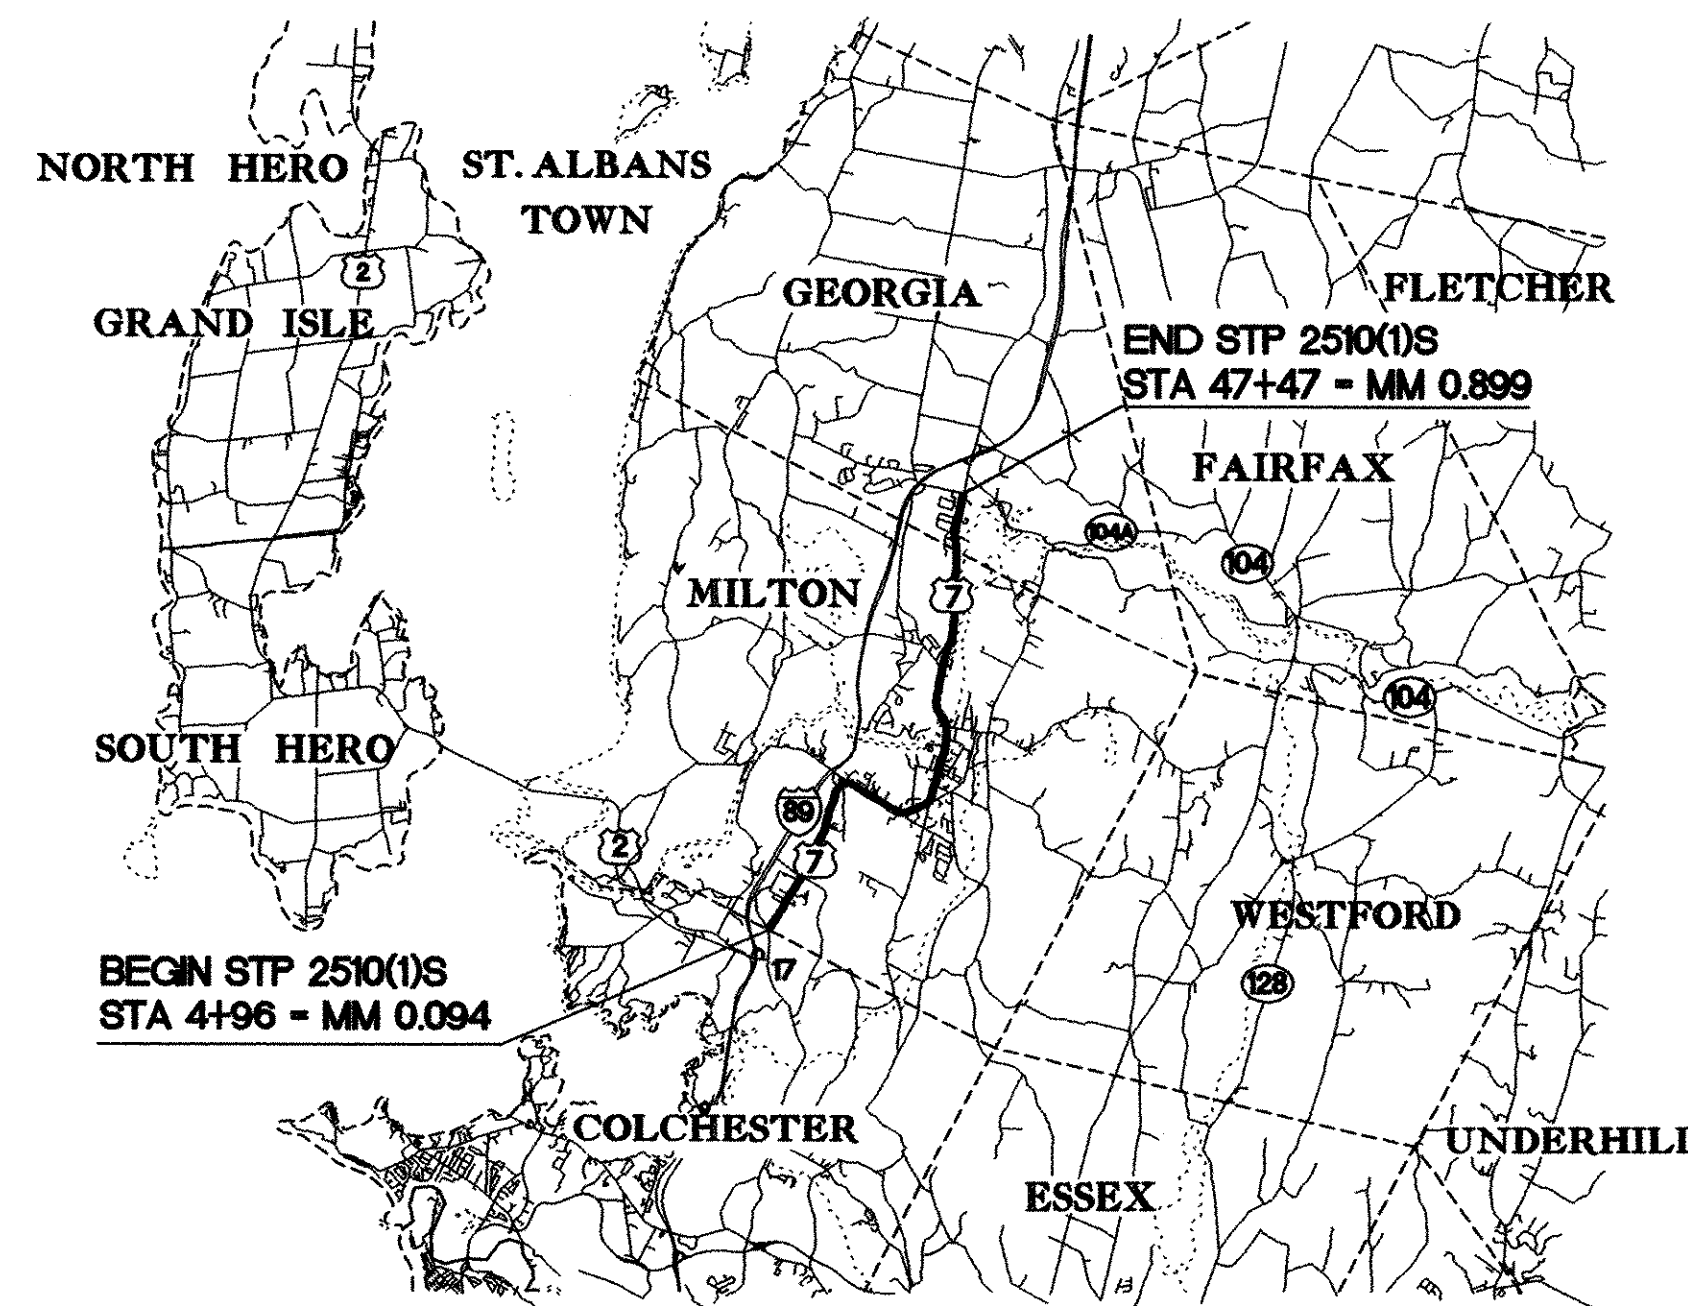 NORTH HERO
ST. ALBANS
TOWN
2
GEORGIA
FLETCHER
GRAND ISLE
END STP 2510(1)S
STA 47+47 = MM 0.899
FAIRFAX
104A
104
MILTON
7
104
SOUTH HERO
89
2
7
WESTFORD
BEGIN STP 2510(1)S
STA 4+96 = MM 0.094
17
128
COLCHESTER
UNDERHILL
ESSEX